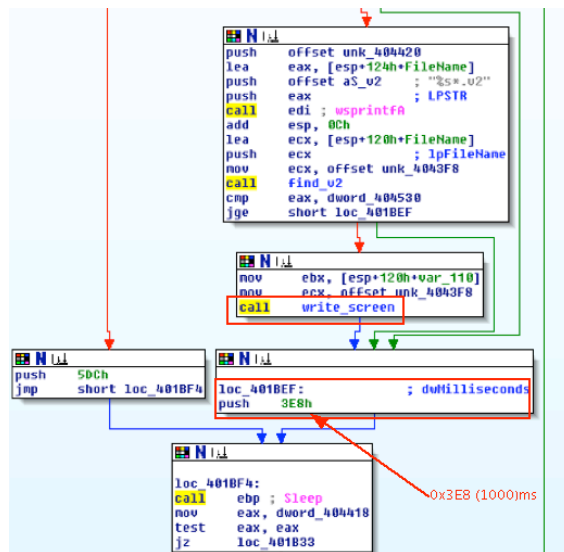 N
push    offset unk_404420
lea     eax, [esp+124h+FileName]
push    offset aS_v2    ; "%s*.v2"
push    eax             ; LPSTR
call    edi ; wsprintfA
add     esp, 0Ch
lea     ecx, [esp+120h+FileName]
push    ecx             ; lpFileName
mov     ecx, offset unk_4043F8
call    find_v2
cmp     eax, dword_404530
jge     short loc_401BEF
N
mov     ebx, [esp+120h+var_110]
mov     ecx, offset unk_4043F8
call    write_screen
N
push    5DCh
jmp     short loc_401BF4
N
loc_401BEF:             ; dwMilliseconds
push    3E8h
N
loc_401BF4:
call    ebp ; Sleep
mov     eax, dword_404418
test    eax, eax
jz      loc_401B33
0x3E8 (1000)ms